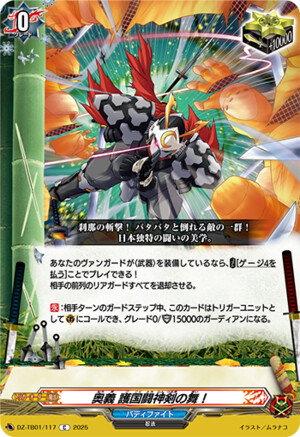 0
グレード
+10000
刹那の斬撃! バタバタと倒れる敵の一群!
日本独特の闘いの美学。
あなたのヴァンガードが《武器》を装備しているなら、[ゲージ4を
払う]ことでプレイできる!
相手の前列のリアガードすべてを退却させる。
:相手ターンのガードステップ中、このカードはトリガーユニットと
してにコールでき、グレード0/15000のガーディアンになる。
奥義 護国闘神剣の舞!
バディファイト
忍法
DZ-TB01/117 C 2025
イラスト/ムラナコ